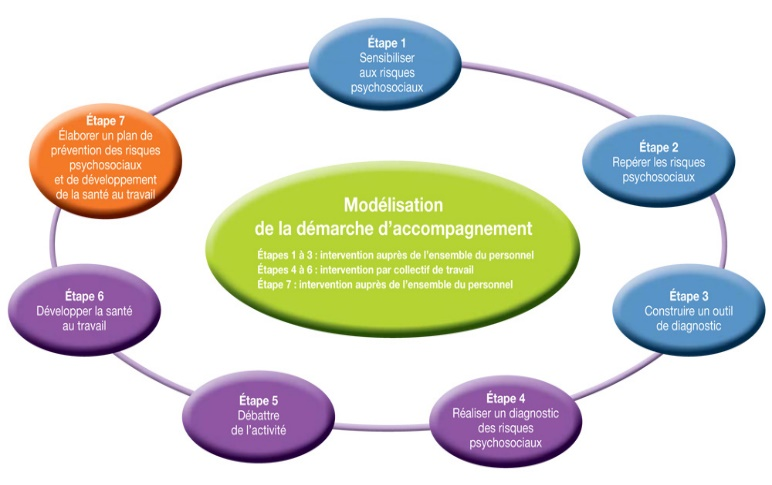 Étape 1
Sensibiliser
aux risques
psychosociaux
Étape 2
Repérer les risques
psychosociaux
Étape 3
Construire un outil
de diagnostic
Étape 4
Réaliser un diagnostic
des risques
psychosociaux
Étape 5
Débattre
de l'activité
Étape 6
Développer la santé
au travail
Étape 7
Élaborer un plan de
prévention des risques
psychosociaux
et de développement
de la santé au travail
Modélisation
de la démarche d'accompagnement
Étapes 1 à 3 : intervention auprès de l'ensemble du personnel
Étapes 4 à 6 : intervention par collectif de travail
Étape 7 : intervention auprès de l'ensemble du personnel